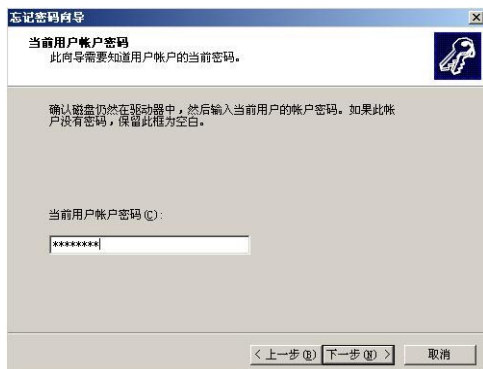 忘记密码向导
当前用户帐户密码
此向导需要知道用户帐户的当前密码。
确认磁盘仍然在驱动器中，然后输入当前用户的帐户密码。如果此帐
户没有密码，保留此框为空白。
当前用户帐户密码(C):
********
< 上一步(B) 下一步(N) > 取消